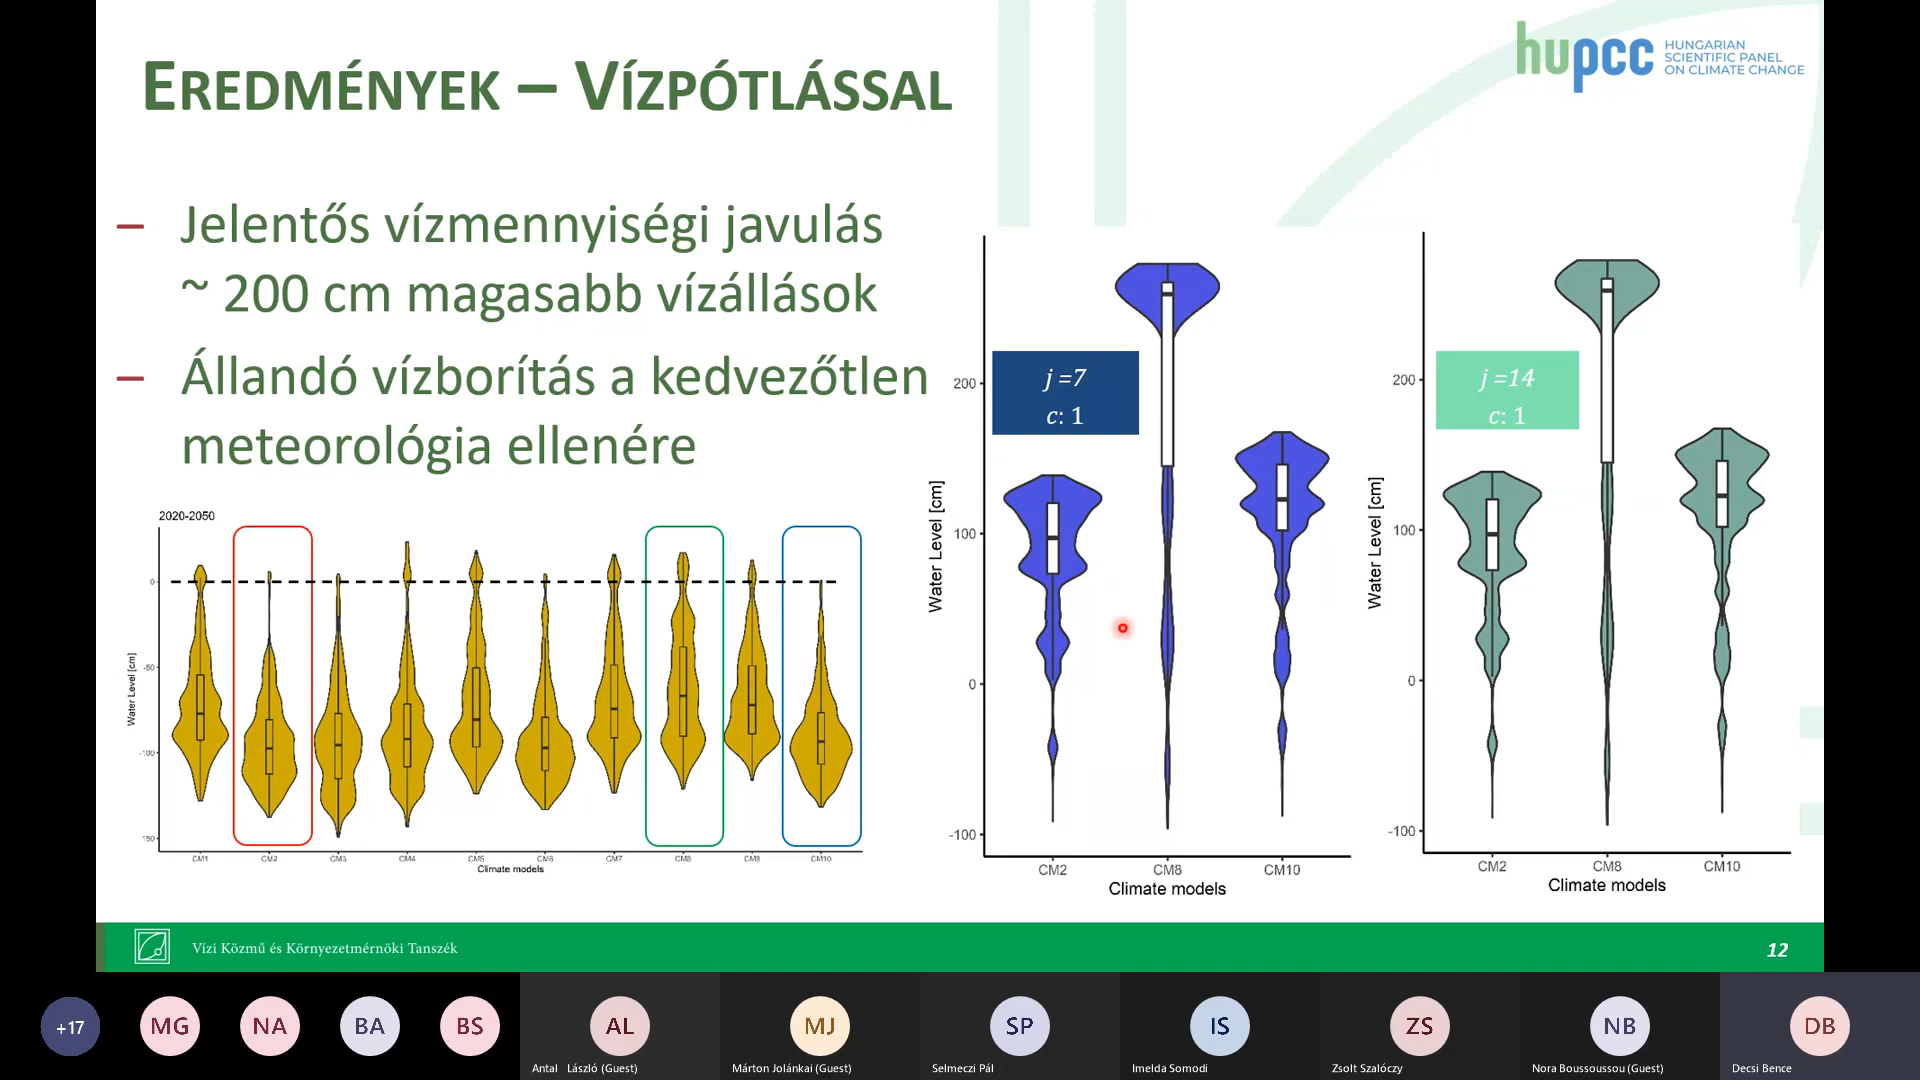 EREDMÉNYEK – VÍZPÓTLÁSSAL
hupcc
HUNGARIAN
SCIENTIFIC PANEL
ON CLIMATE CHANGE
– Jelentős vízmennyiségi javulás
~ 200 cm magasabb vízállások
– Állandó vízborítás a kedvezőtlen
meteorológia ellenére
2020-2050
Water Level [cm]
0
-50
-100
-150
CM1 CM2 CM3 CM4 CM5 CM6 CM7 CM8 CM9 CM10
Climate models
j =7
c: 1
Water Level [cm]
200
100
0
-100
CM2 CM8 CM10
Climate models
j =14
c: 1
Water Level [cm]
200
100
0
-100
CM2 CM8 CM10
Climate models
Vízi Közmű és Környezetmérnöki Tanszék
12
+17 MG NA BA BS AL MJ SP IS ZS NB DB
Antal László (Guest) Márton Jolánkai (Guest) Selmeczi Pál Imelda Somodi Zsolt Szalóczy Nora Boussoussou (Guest) Decsi Bence